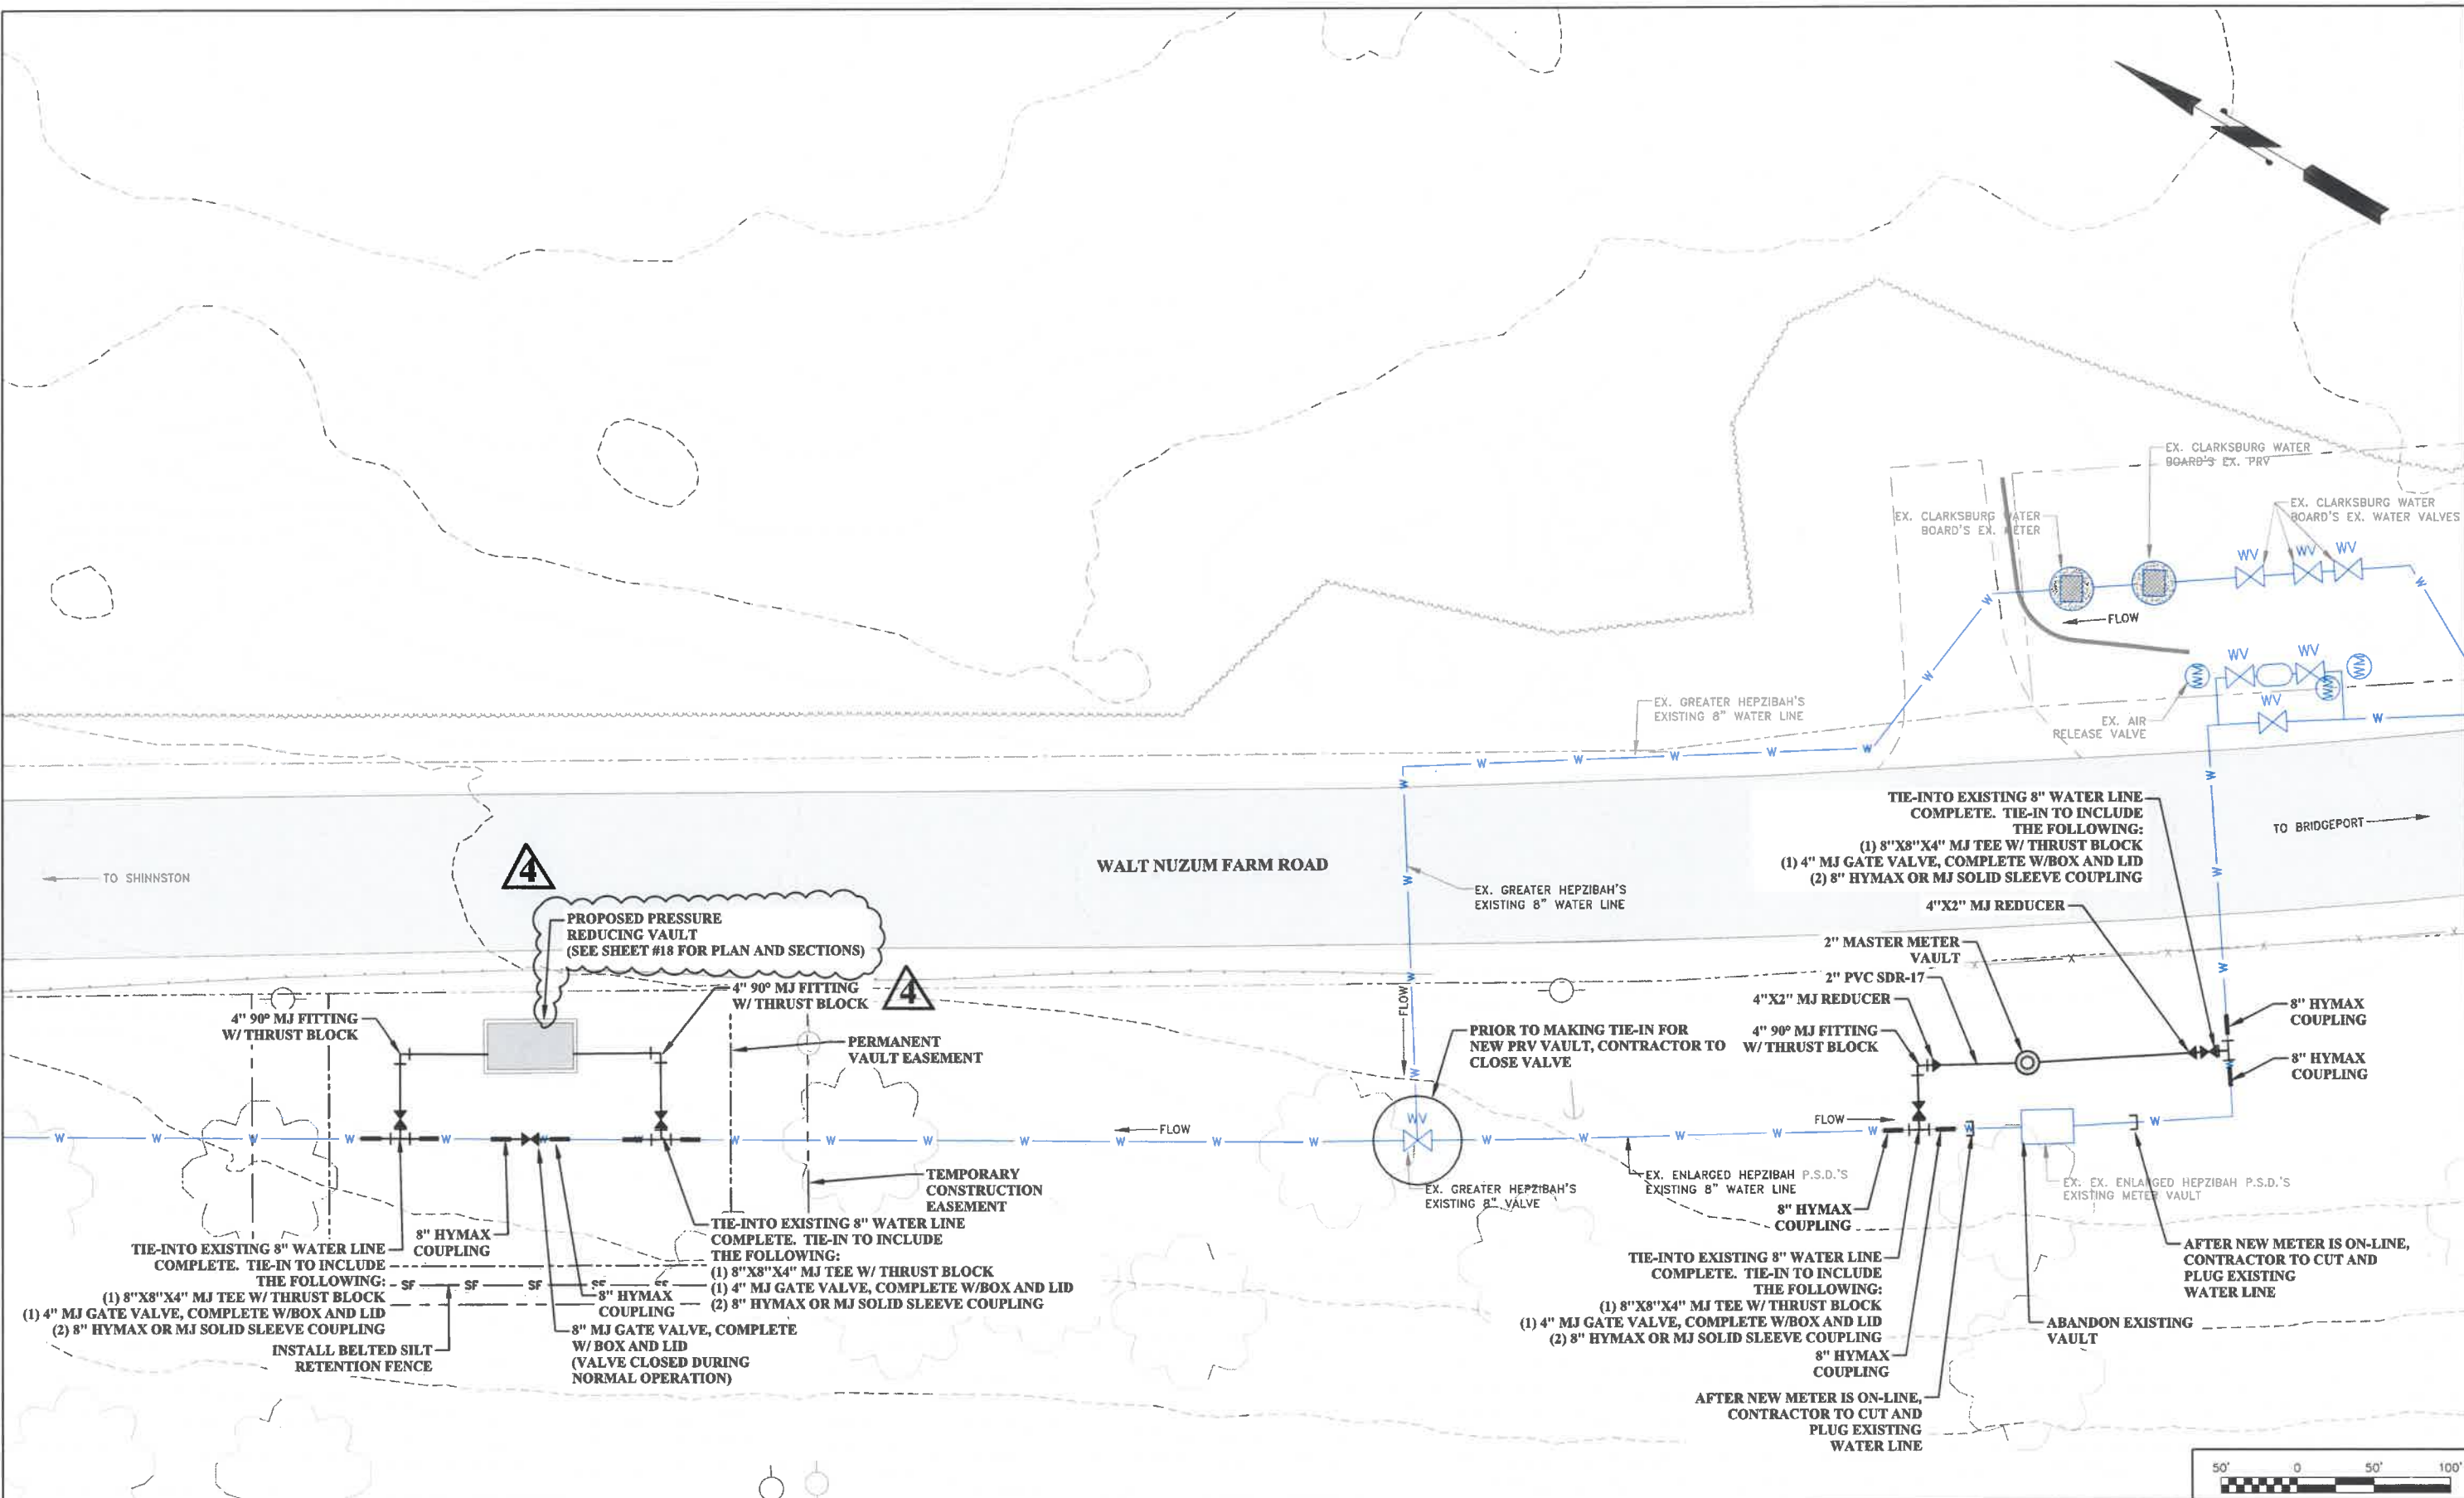 EX. CLARKSBURG WATER
BOARD'S EX. PRV
EX. CLARKSBURG WATER
BOARD'S EX. WATER VALVES
EX. CLARKSBURG WATER
BOARD'S EX. METER
WV
WV
WV
W
W
FLOW
W
WM
WV
WV
WM
WM
WV
W
EX. AIR
RELEASE VALVE
EX. GREATER HEPZIBAH'S
EXISTING 8" WATER LINE
W
W
W
W
W
W
W
W
TIE-INTO EXISTING 8" WATER LINE
COMPLETE. TIE-IN TO INCLUDE
THE FOLLOWING:
(1) 8"X8"X4" MJ TEE W/ THRUST BLOCK
(1) 4" MJ GATE VALVE, COMPLETE W/BOX AND LID
(2) 8" HYMAX OR MJ SOLID SLEEVE COUPLING
TO BRIDGEPORT
WALT NUZUM FARM ROAD
TO SHINNSTON
4
PROPOSED PRESSURE
REDUCING VAULT
(SEE SHEET #18 FOR PLAN AND SECTIONS)
W
W
EX. GREATER HEPZIBAH'S
EXISTING 8" WATER LINE
4"X2" MJ REDUCER
2" MASTER METER
VAULT
2" PVC SDR-17
4"X2" MJ REDUCER
4" 90° MJ FITTING
W/ THRUST BLOCK
4
4" 90° MJ FITTING
W/ THRUST BLOCK
W
FLOW
W
W
8" HYMAX
COUPLING
PERMANENT
VAULT EASEMENT
PRIOR TO MAKING TIE-IN FOR
NEW PRV VAULT, CONTRACTOR TO
CLOSE VALVE
4" 90° MJ FITTING
W/ THRUST BLOCK
8" HYMAX
COUPLING
W
W
W
W
W
W
W
W
W
W
W
FLOW
W
W
W
WV
W
W
W
W
FLOW
W
W
W
EX. GREATER HEPZIBAH'S
EXISTING 8" VALVE
EX. ENLARGED HEPZIBAH P.S.D.'S
EXISTING 8" WATER LINE
EX. EX. ENLARGED HEPZIBAH P.S.D.'S
EXISTING METER VAULT
TEMPORARY
CONSTRUCTION
EASEMENT
8" HYMAX
COUPLING
8" HYMAX
COUPLING
TIE-INTO EXISTING 8" WATER LINE
COMPLETE. TIE-IN TO INCLUDE
THE FOLLOWING:
(1) 8"X8"X4" MJ TEE W/ THRUST BLOCK
(1) 4" MJ GATE VALVE, COMPLETE W/BOX AND LID
(2) 8" HYMAX OR MJ SOLID SLEEVE COUPLING
TIE-INTO EXISTING 8" WATER LINE
COMPLETE. TIE-IN TO INCLUDE
THE FOLLOWING:
(1) 8"X8"X4" MJ TEE W/ THRUST BLOCK
(1) 4" MJ GATE VALVE, COMPLETE W/BOX AND LID
(2) 8" HYMAX OR MJ SOLID SLEEVE COUPLING
SF SF SF SF SF
8" HYMAX
COUPLING
INSTALL BELTED SILT
RETENTION FENCE
8" MJ GATE VALVE, COMPLETE
W/ BOX AND LID
(VALVE CLOSED DURING
NORMAL OPERATION)
TIE-INTO EXISTING 8" WATER LINE
COMPLETE. TIE-IN TO INCLUDE
THE FOLLOWING:
(1) 8"X8"X4" MJ TEE W/ THRUST BLOCK
(1) 4" MJ GATE VALVE, COMPLETE W/BOX AND LID
(2) 8" HYMAX OR MJ SOLID SLEEVE COUPLING
8" HYMAX
COUPLING
AFTER NEW METER IS ON-LINE,
CONTRACTOR TO CUT AND
PLUG EXISTING
WATER LINE
AFTER NEW METER IS ON-LINE,
CONTRACTOR TO CUT AND
PLUG EXISTING
WATER LINE
ABANDON EXISTING
VAULT
50' 0 50' 100'